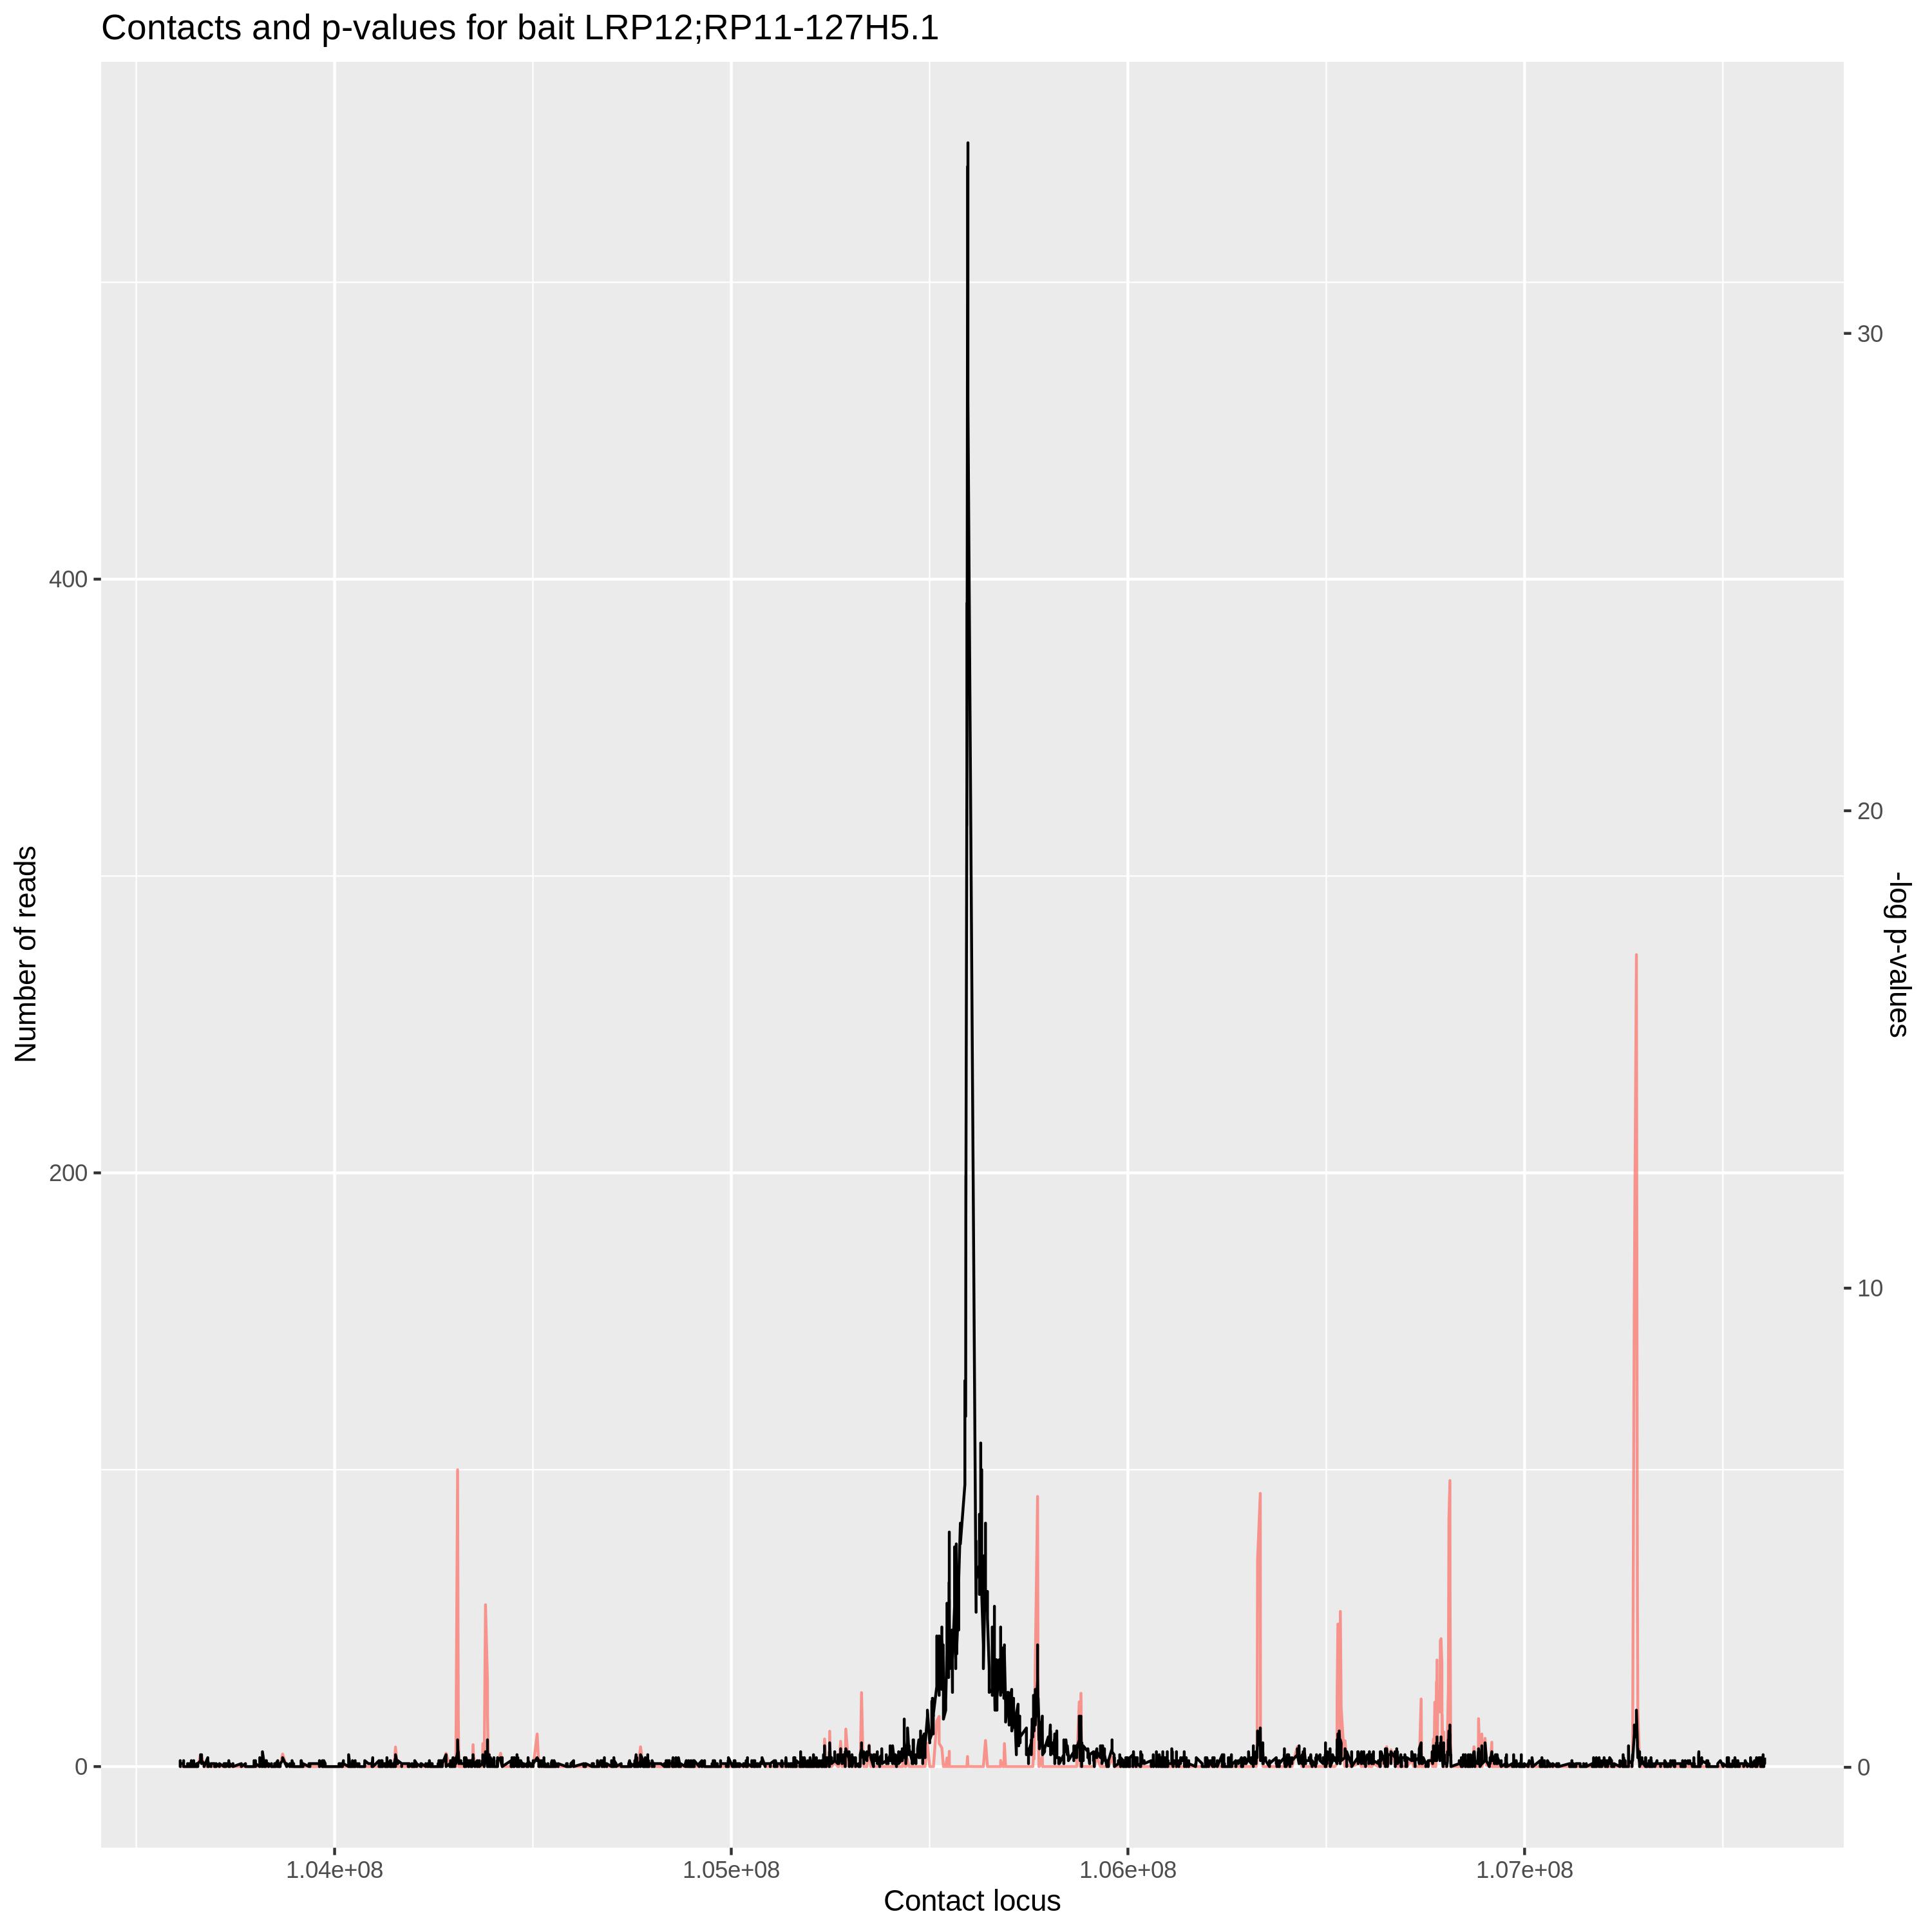 Contacts and p-values for bait LRP12;RP11-127H5.1
Number of reads
400
200
0
30
20
10
0
-log p-values
1.04e+08
1.05e+08
1.06e+08
1.07e+08
Contact locus